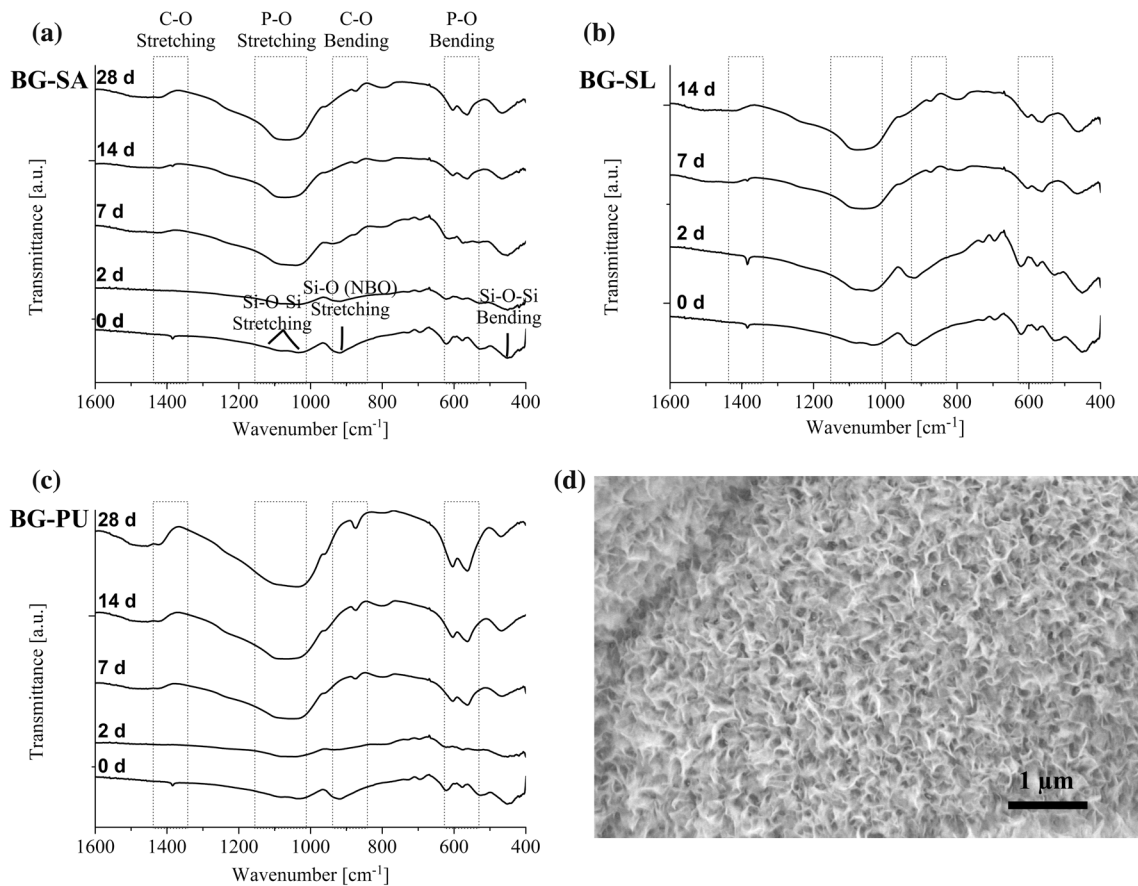 (a)
C-O
Stretching
P-O
Stretching
C-O
Bending
P-O
Bending
BG-SA
28 d
14 d
7 d
2 d
0 d
Si-O-Si
Stretching
Si-O (NBO)
Stretching
Si-O-Si
Bending
Transmittance [a.u.]
1600 1400 1200 1000 800 600 400
Wavenumber [cm-1]
(b)
BG-SL
14 d
7 d
2 d
0 d
Transmittance [a.u.]
1600 1400 1200 1000 800 600 400
Wavenumber [cm-1]
(c)
BG-PU
28 d
14 d
7 d
2 d
0 d
Transmittance [a.u.]
1600 1400 1200 1000 800 600 400
Wavenumber [cm-1]
(d)
1 µm